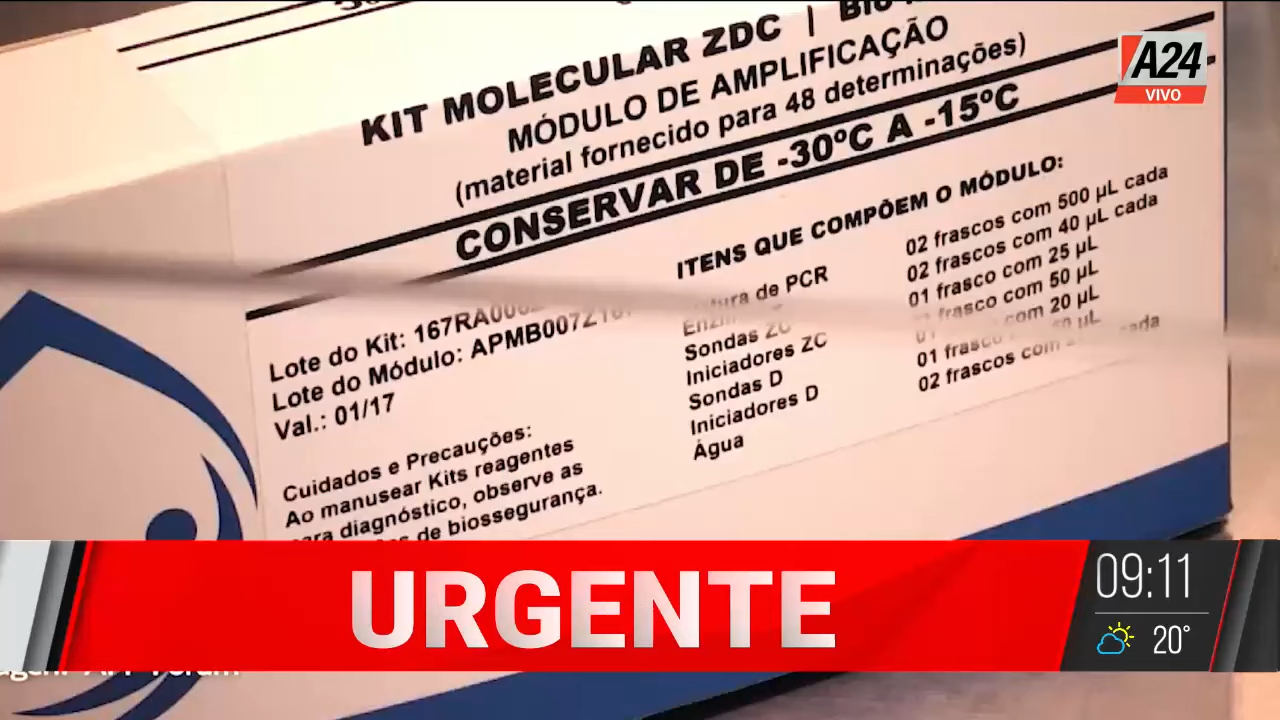 KIT MOLECULAR ZDC |
MÓDULO DE AMPLIFICAÇÃO
(material fornecido para 48 determinações)
CONSERVAR DE -30ºC A -15ºC
A24
VIVO
Lote do Kit:
Lote do Módulo:
Val.: 01/17
Cuidados e Precauções:
Ao manusear Kits reagentes
para diagnóstico, observe as
de biossegurança.
ITENS QUE COMPÕEM O MÓDULO:
de PCR
Sondas ZC
Iniciadores ZC
Sondas D
Iniciadores D
Água
02 frascos com 500 µL cada
02 frascos com 40 µL cada
01 frasco com 25 µL
frasco com 50 µL
com 20 µL
01 frasco µL
02 frascos com cada
URGENTE
09:11
20°